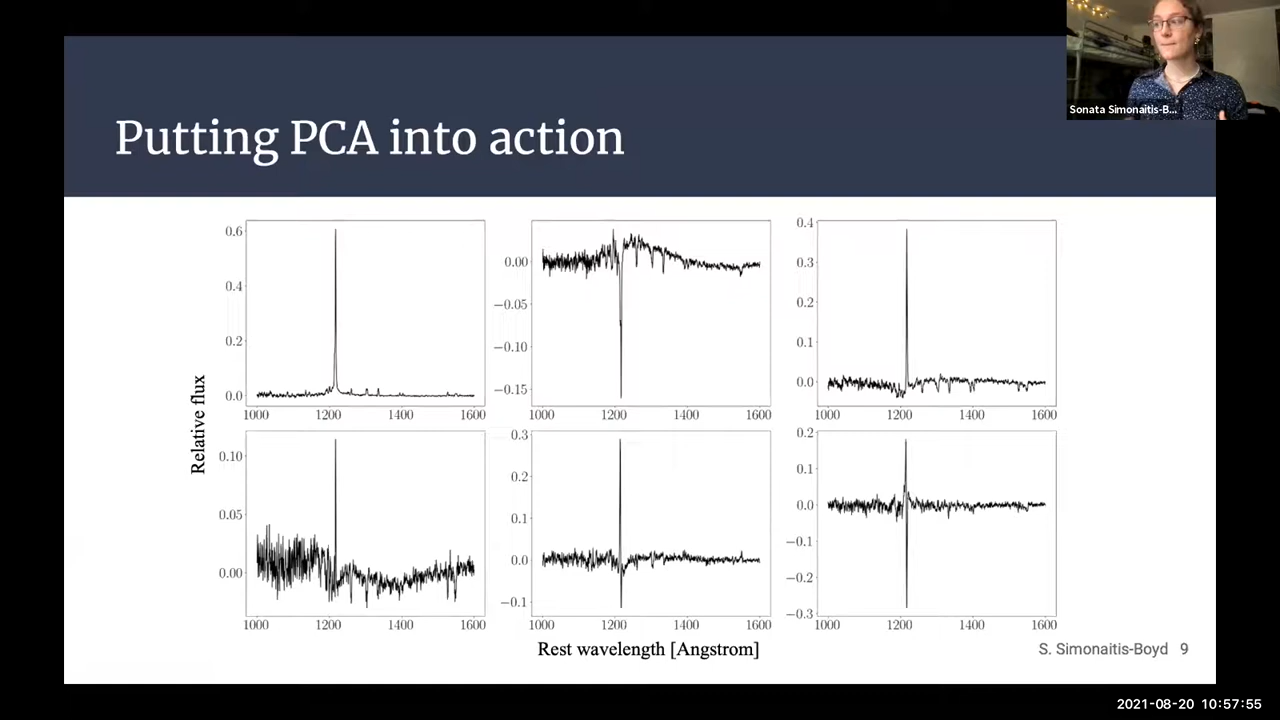 Sonata Simonaitis-B...
Putting PCA into action
0.6
0.4
0.2
0.0
1000 1200 1400 1600
0.00
−0.05
−0.10
−0.15
1000 1200 1400 1600
0.4
0.3
0.2
0.1
0.0
1000 1200 1400 1600
Relative flux
0.10
0.05
0.00
1000 1200 1400 1600
0.3
0.2
0.1
0.0
−0.1
1000 1200 1400 1600
0.2
0.1
0.0
−0.1
−0.2
−0.3
1000 1200 1400 1600
Rest wavelength [Angstrom]
S. Simonaitis-Boyd 9
2021-08-20 10:57:55